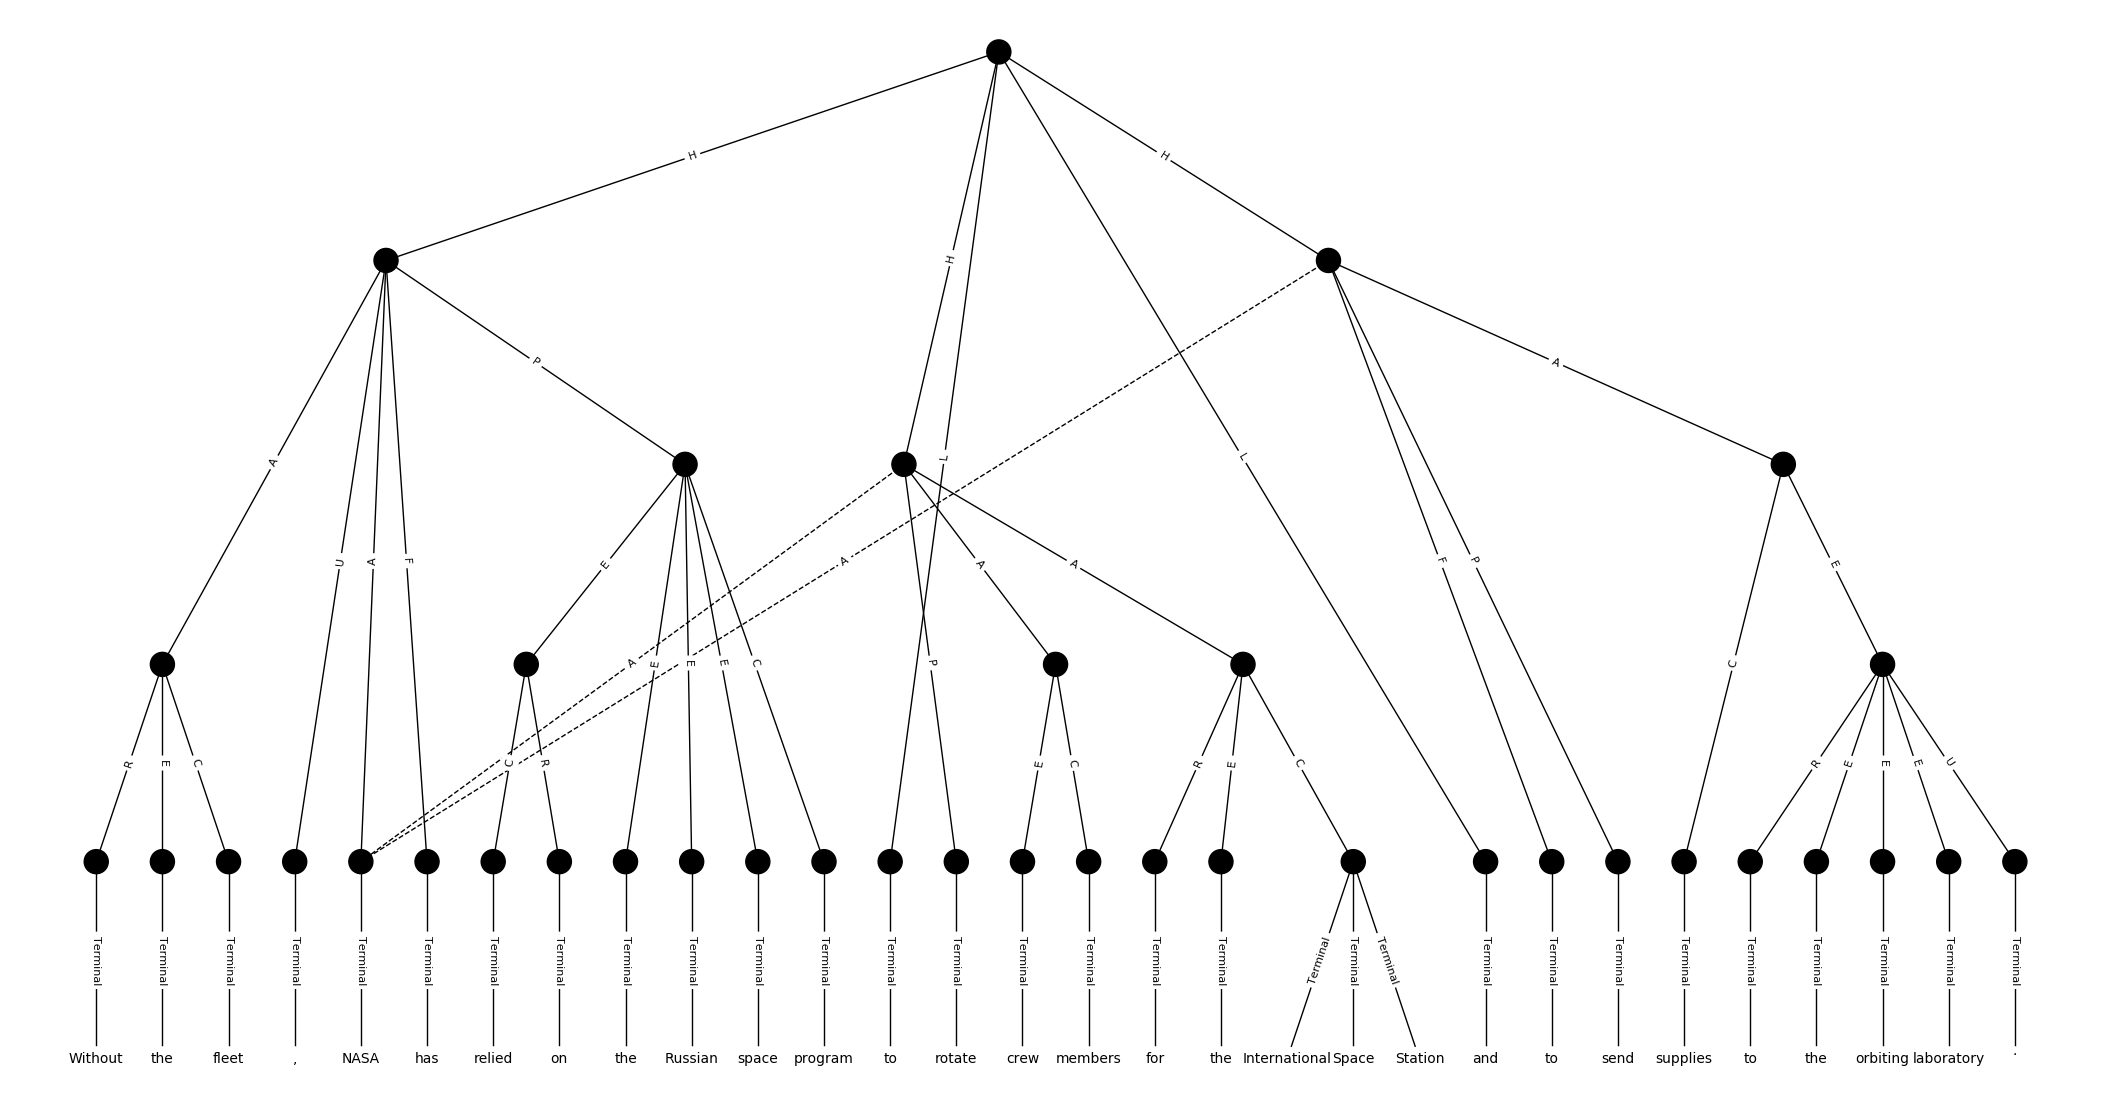 H H H L L H
A U A F P A F P A
E E E E C A P A A C E
R E C C R E C R E C R E E E U
Terminal Terminal Terminal Terminal Terminal Terminal Terminal Terminal Terminal Terminal Terminal Terminal Terminal Terminal Terminal Terminal Terminal Terminal Terminal Terminal Terminal Terminal Terminal Terminal Terminal Terminal Terminal Terminal Terminal Terminal
Without the fleet , NASA has relied on the Russian space program to rotate crew members for the International Space Station and to send supplies to the orbiting laboratory .